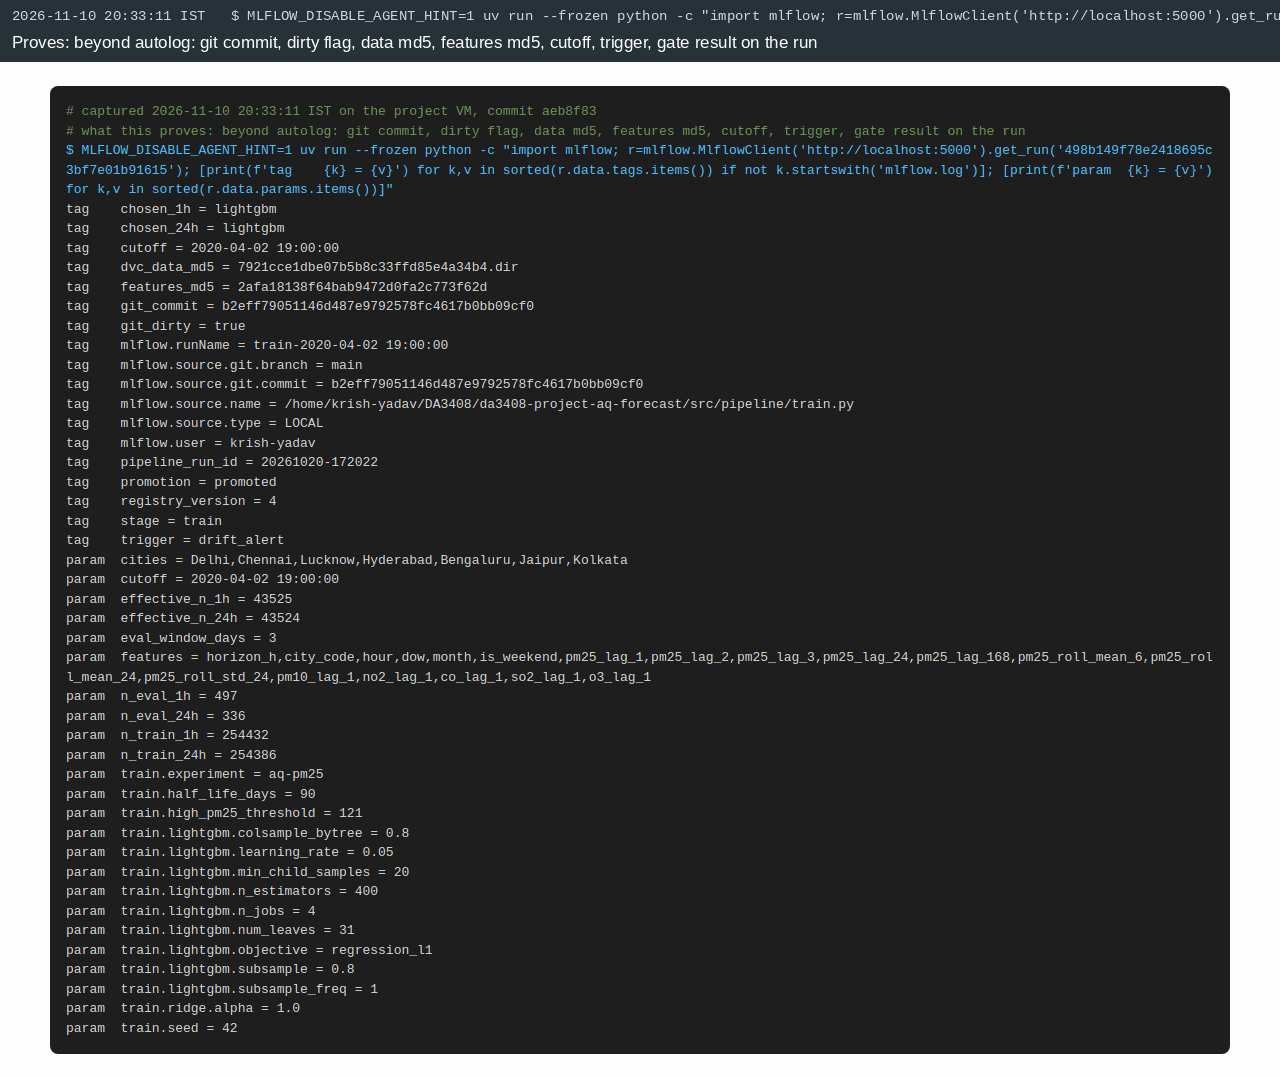 2026-11-10 20:33:11 IST   $ MLFLOW_DISABLE_AGENT_HINT=1 uv run --frozen python -c "import mlflow; r=mlflow.MlflowClient('http://localhost:5000').get_ru
Proves: beyond autolog: git commit, dirty flag, data md5, features md5, cutoff, trigger, gate result on the run
# captured 2026-11-10 20:33:11 IST on the project VM, commit aeb8f83
# what this proves: beyond autolog: git commit, dirty flag, data md5, features md5, cutoff, trigger, gate result on the run
$ MLFLOW_DISABLE_AGENT_HINT=1 uv run --frozen python -c "import mlflow; r=mlflow.MlflowClient('http://localhost:5000').get_run('498b149f78e2418695c
3bf7e01b91615'); [print(f'tag    {k} = {v}') for k,v in sorted(r.data.tags.items()) if not k.startswith('mlflow.log')]; [print(f'param  {k} = {v}')
for k,v in sorted(r.data.params.items())]"
tag    chosen_1h = lightgbm
tag    chosen_24h = lightgbm
tag    cutoff = 2020-04-02 19:00:00
tag    dvc_data_md5 = 7921cce1dbe07b5b8c33ffd85e4a34b4.dir
tag    features_md5 = 2afa18138f64bab9472d0fa2c773f62d
tag    git_commit = b2eff79051146d487e9792578fc4617b0bb09cf0
tag    git_dirty = true
tag    mlflow.runName = train-2020-04-02 19:00:00
tag    mlflow.source.git.branch = main
tag    mlflow.source.git.commit = b2eff79051146d487e9792578fc4617b0bb09cf0
tag    mlflow.source.name = /home/krish-yadav/DA3408/da3408-project-aq-forecast/src/pipeline/train.py
tag    mlflow.source.type = LOCAL
tag    mlflow.user = krish-yadav
tag    pipeline_run_id = 20261020-172022
tag    promotion = promoted
tag    registry_version = 4
tag    stage = train
tag    trigger = drift_alert
param  cities = Delhi,Chennai,Lucknow,Hyderabad,Bengaluru,Jaipur,Kolkata
param  cutoff = 2020-04-02 19:00:00
param  effective_n_1h = 43525
param  effective_n_24h = 43524
param  eval_window_days = 3
param  features = horizon_h,city_code,hour,dow,month,is_weekend,pm25_lag_1,pm25_lag_2,pm25_lag_3,pm25_lag_24,pm25_lag_168,pm25_roll_mean_6,pm25_rol
l_mean_24,pm25_roll_std_24,pm10_lag_1,no2_lag_1,co_lag_1,so2_lag_1,o3_lag_1
param  n_eval_1h = 497
param  n_eval_24h = 336
param  n_train_1h = 254432
param  n_train_24h = 254386
param  train.experiment = aq-pm25
param  train.half_life_days = 90
param  train.high_pm25_threshold = 121
param  train.lightgbm.colsample_bytree = 0.8
param  train.lightgbm.learning_rate = 0.05
param  train.lightgbm.min_child_samples = 20
param  train.lightgbm.n_estimators = 400
param  train.lightgbm.n_jobs = 4
param  train.lightgbm.num_leaves = 31
param  train.lightgbm.objective = regression_l1
param  train.lightgbm.subsample = 0.8
param  train.lightgbm.subsample_freq = 1
param  train.ridge.alpha = 1.0
param  train.seed = 42